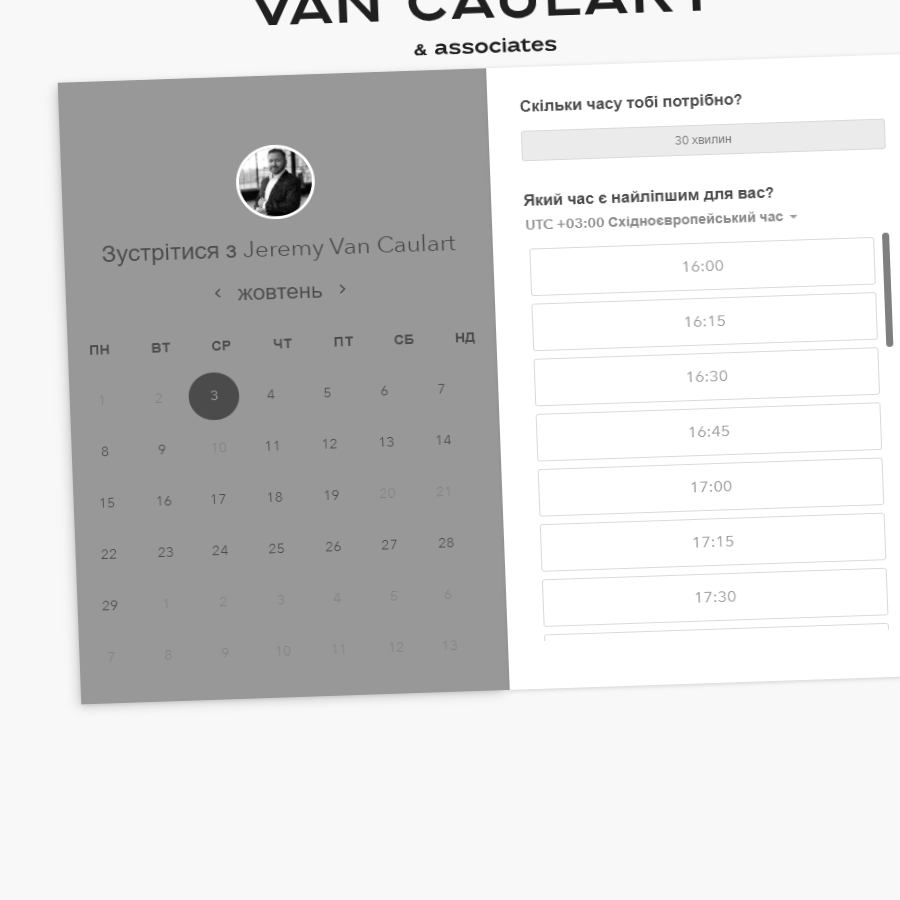 VAN CAULART
& associates
Зустрітися з Jeremy Van Caulart
жовтень
ПН ВТ СР ЧТ ПТ СБ НД
1 2 3 4 5 6 7
8 9 10 11 12 13 14
15 16 17 18 19 20 21
22 23 24 25 26 27 28
29 1 2 3 4 5 6
7 8 9 10 11 12 13
Скільки часу тобі потрібно?
30 хвилин
Який час є найліпшим для вас?
UTC +03:00 Східноєвропейський час
16:00
16:15
16:30
16:45
17:00
17:15
17:30